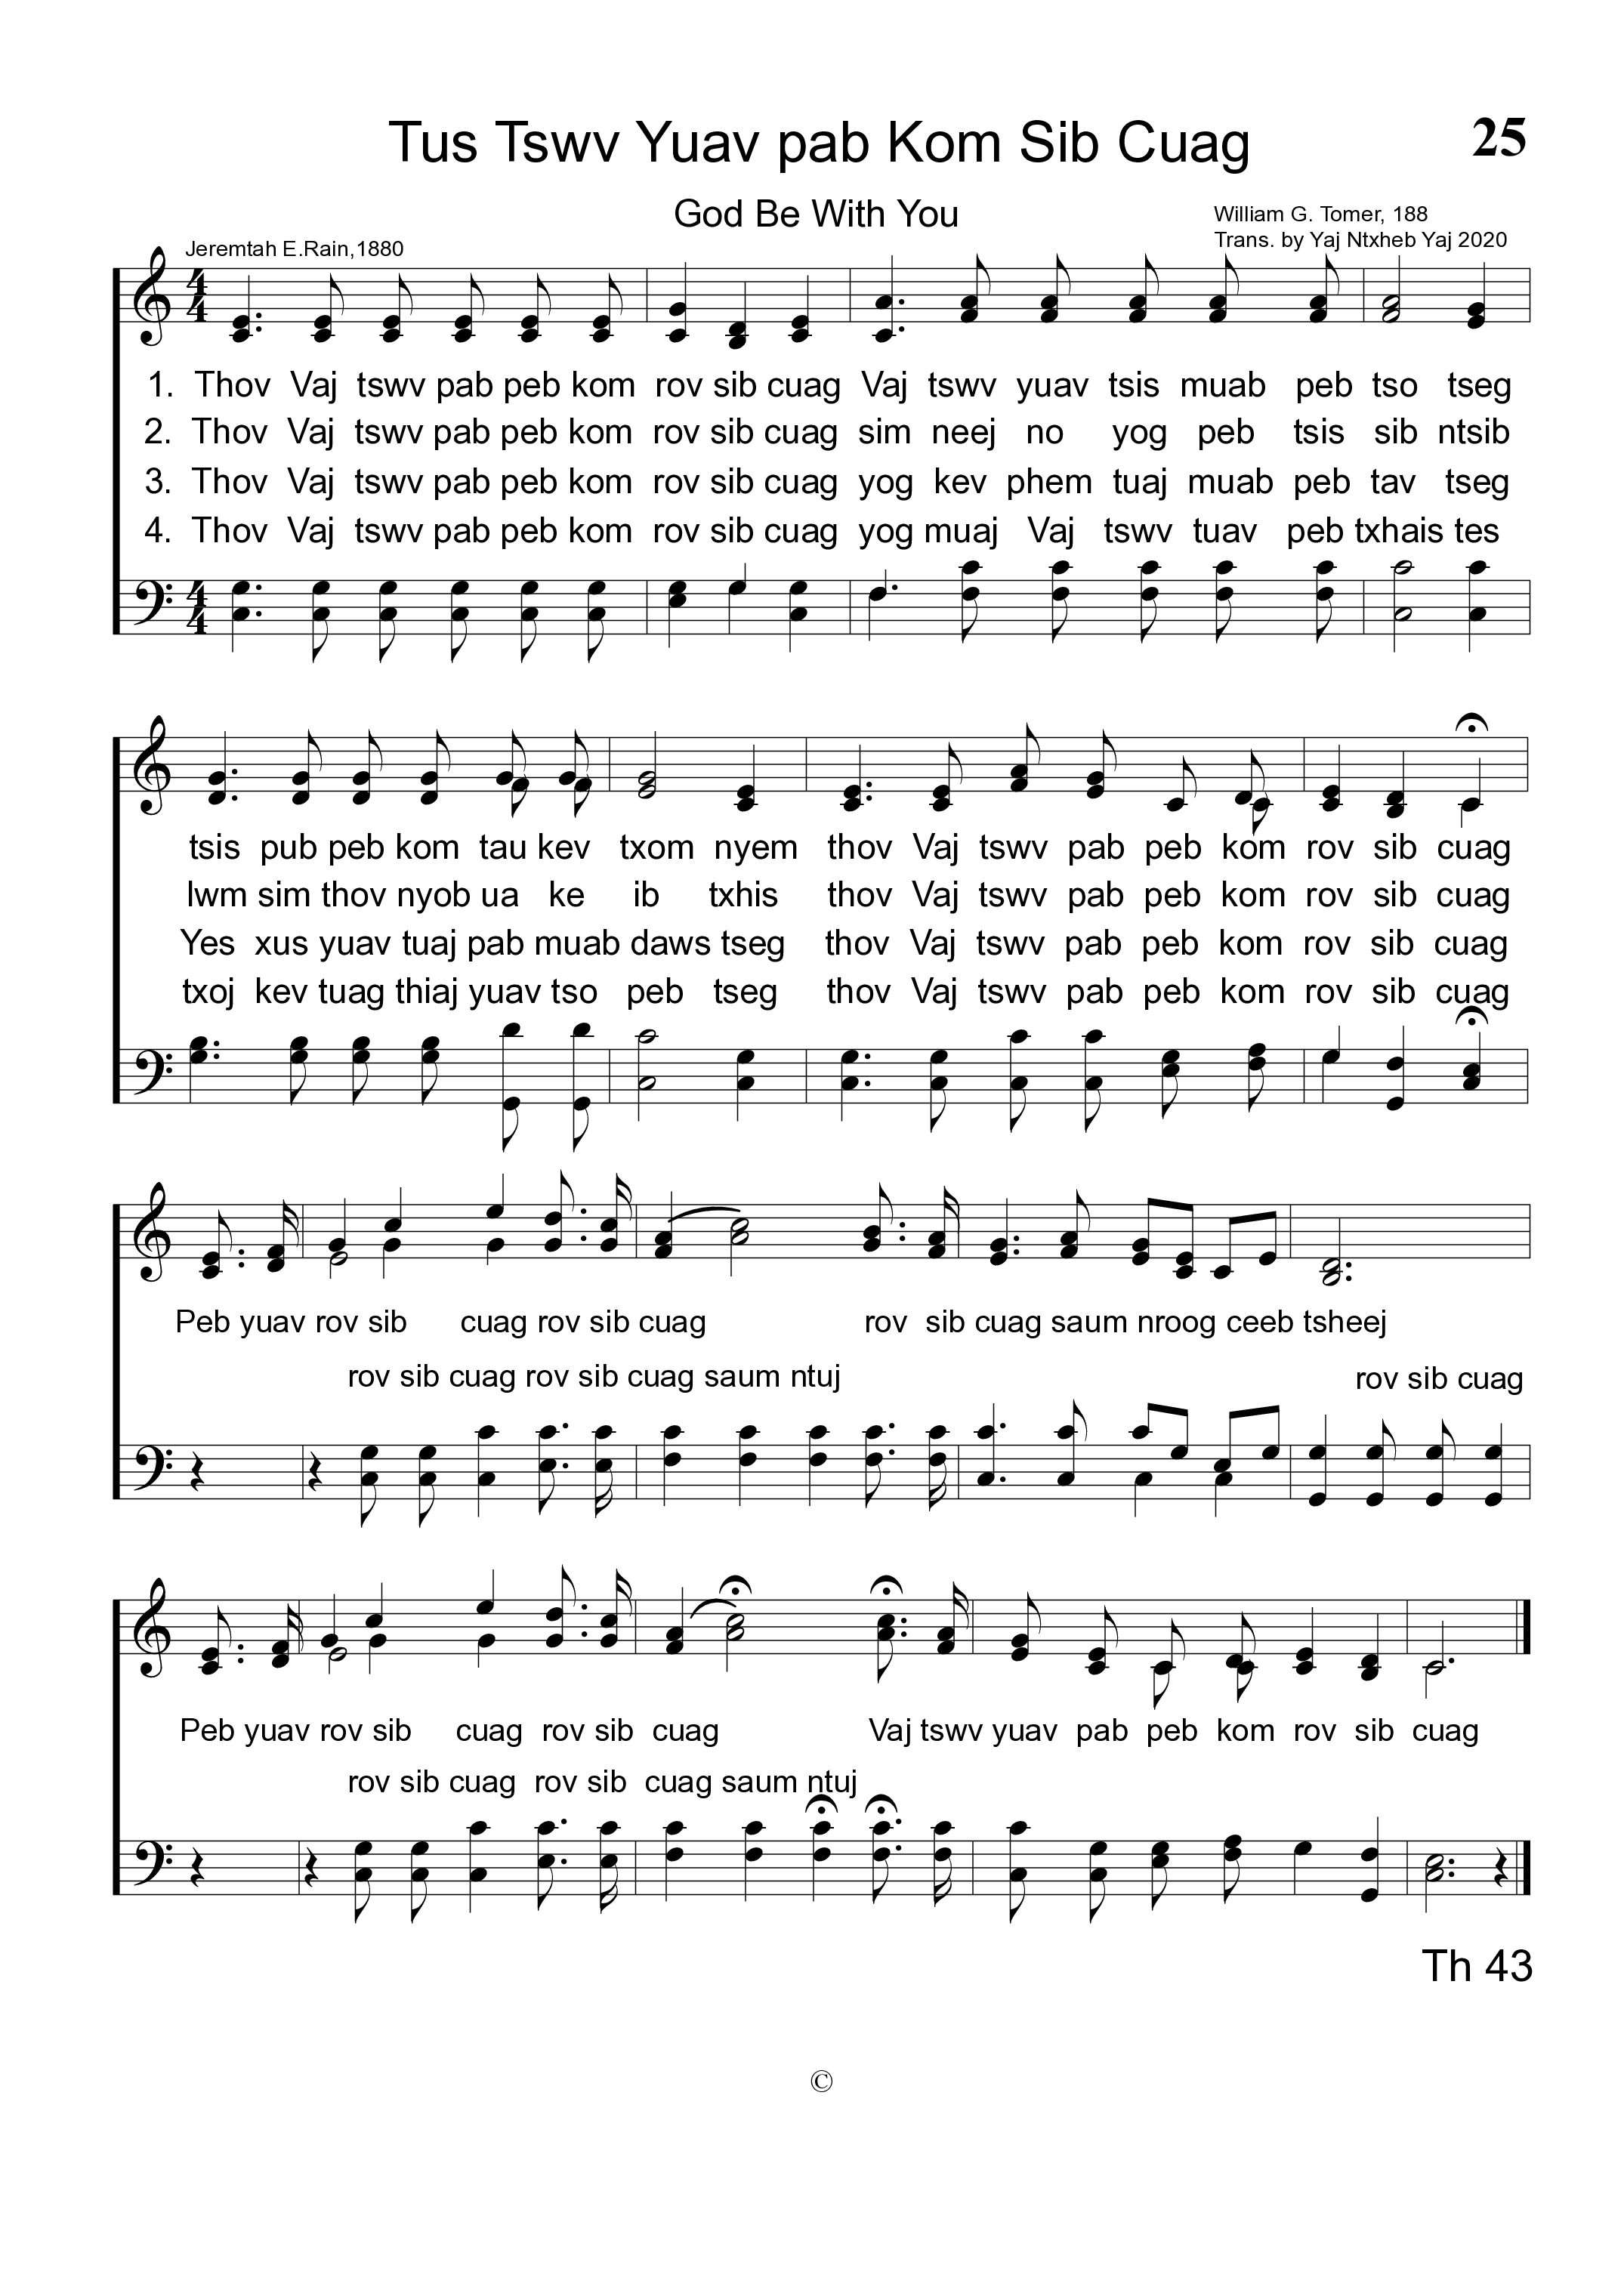 Tus Tswv Yuav pab Kom Sib Cuag
25
God Be With You
William G. Tomer, 188
Jeremtah E.Rain,1880
Trans. by Yaj Ntxheb Yaj 2020
1. Thov Vaj tswv pab peb kom rov sib cuag Vaj tswv yuav tsis muab peb tso tseg
2. Thov Vaj tswv pab peb kom rov sib cuag sim neej no yog peb tsis sib ntsib
3. Thov Vaj tswv pab peb kom rov sib cuag yog kev phem tuaj muab peb tav tseg
4. Thov Vaj tswv pab peb kom rov sib cuag yog muaj Vaj tswv tuav peb txhais tes
tsis pub peb kom tau kev txom nyem thov Vaj tswv pab peb kom rov sib cuag
lwm sim thov nyob ua ke ib txhis thov Vaj tswv pab peb kom rov sib cuag
Yes xus yuav tuaj pab muab daws tseg thov Vaj tswv pab peb kom rov sib cuag
txoj kev tuag thiaj yuav tso peb tseg thov Vaj tswv pab peb kom rov sib cuag
Peb yuav rov sib cuag rov sib cuag rov sib cuag saum nroog ceeb tsheej
rov sib cuag rov sib cuag saum ntuj rov sib cuag
Peb yuav rov sib cuag rov sib cuag Vaj tswv yuav pab peb kom rov sib cuag
rov sib cuag rov sib cuag saum ntuj
Th 43
©